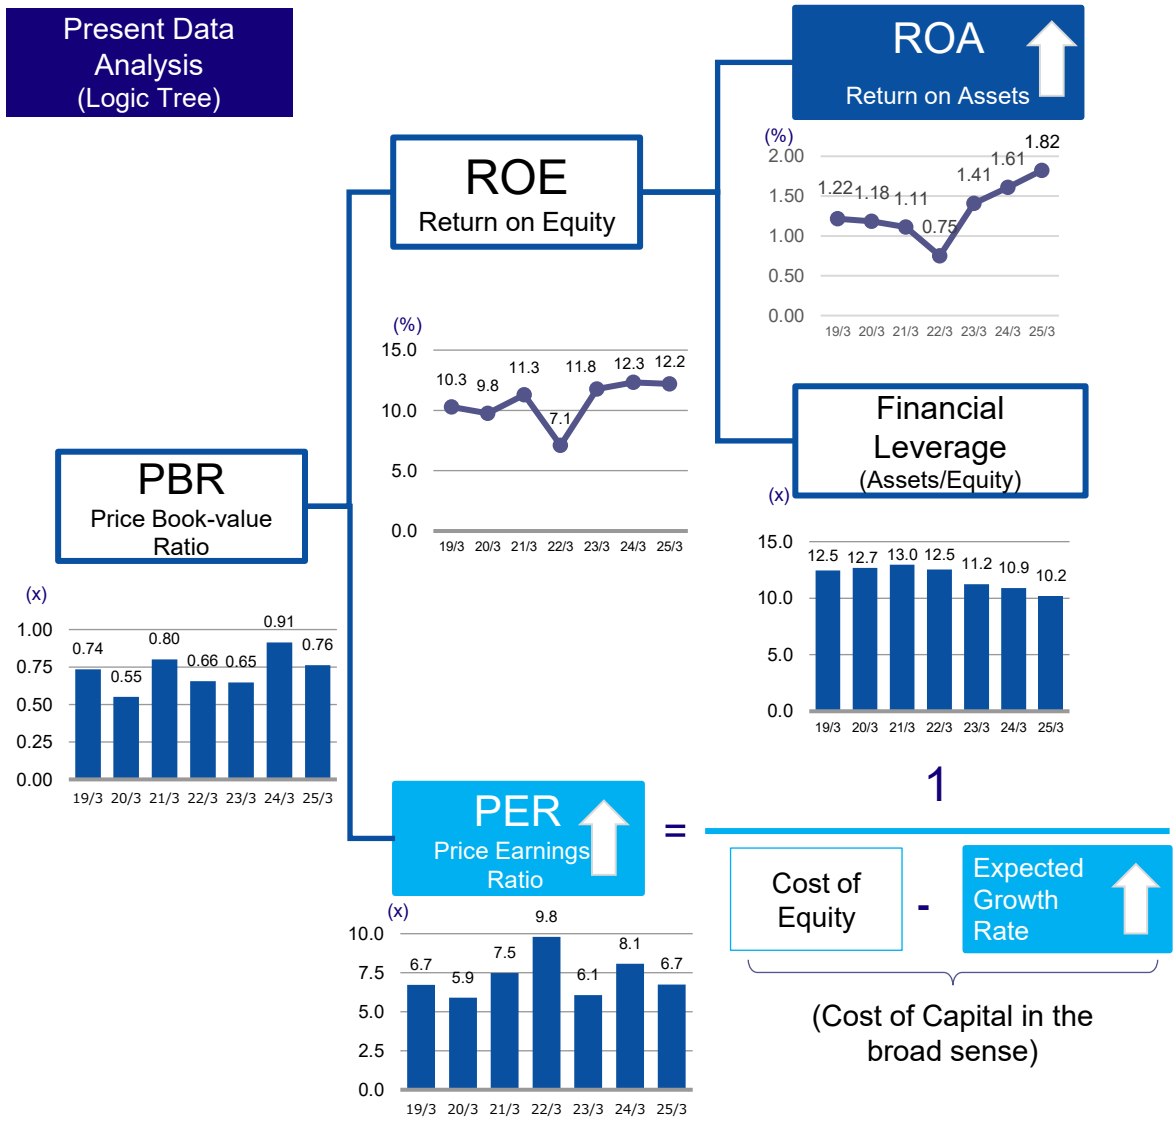 Present Data
Analysis
(Logic Tree)
ROA
Return on Assets
(%)
2.00
1.50
1.00
0.50
0.00
1.22
1.18
1.11
0.75
1.41
1.61
1.82
19/3 20/3 21/3 22/3 23/3 24/3 25/3
ROE
Return on Equity
(%)
15.0
10.0
5.0
0.0
10.3
9.8
11.3
7.1
11.8
12.3
12.2
19/3 20/3 21/3 22/3 23/3 24/3 25/3
Financial
Leverage
(Assets/Equity)
(x)
15.0
10.0
5.0
0.0
12.5
12.7
13.0
12.5
11.2
10.9
10.2
19/3 20/3 21/3 22/3 23/3 24/3 25/3
PBR
Price Book-value
Ratio
(x)
1.00
0.75
0.50
0.25
0.00
0.74
0.55
0.80
0.66
0.65
0.91
0.76
19/3 20/3 21/3 22/3 23/3 24/3 25/3
PER
Price Earnings
Ratio
(x)
10.0
7.5
5.0
2.5
0.0
6.7
5.9
7.5
9.8
6.1
8.1
6.7
19/3 20/3 21/3 22/3 23/3 24/3 25/3
=
1
Cost of
Equity
-
Expected
Growth
Rate
(Cost of Capital in the
broad sense)